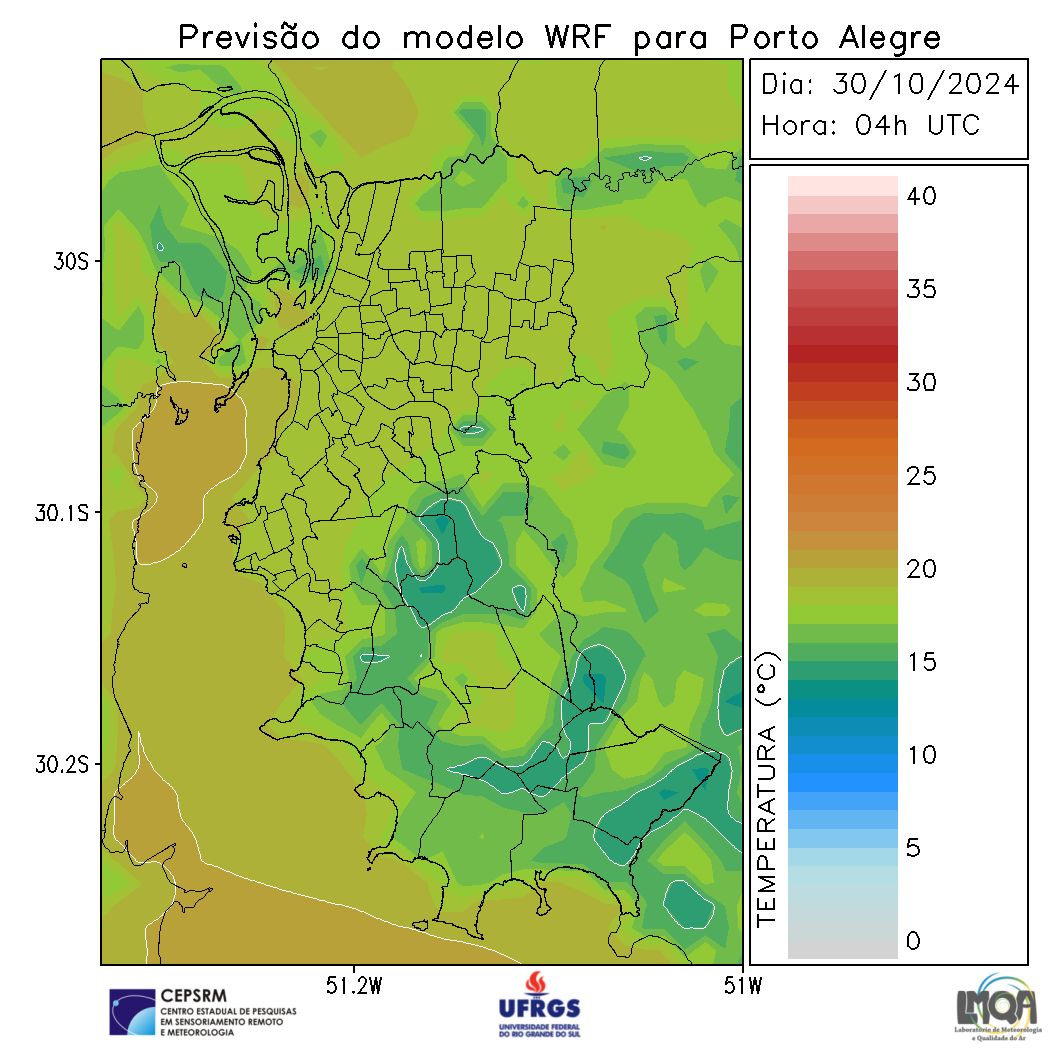 Previsão do modelo WRF para Porto Alegre
Dia: 30/10/2024
Hora: 04h UTC
30S
30.1S
30.2S
51.2W
51W
40
35
30
25
20
15
10
5
0
TEMPERATURA (°C)
CEPSRM
CENTRO ESTADUAL DE PESQUISAS
EM SENSORIAMENTO REMOTO
E METEOROLOGIA
UFRGS
UNIVERSIDADE FEDERAL
DO RIO GRANDE DO SUL
LMQA
Laboratório de Meteorologia
e Qualidade do Ar